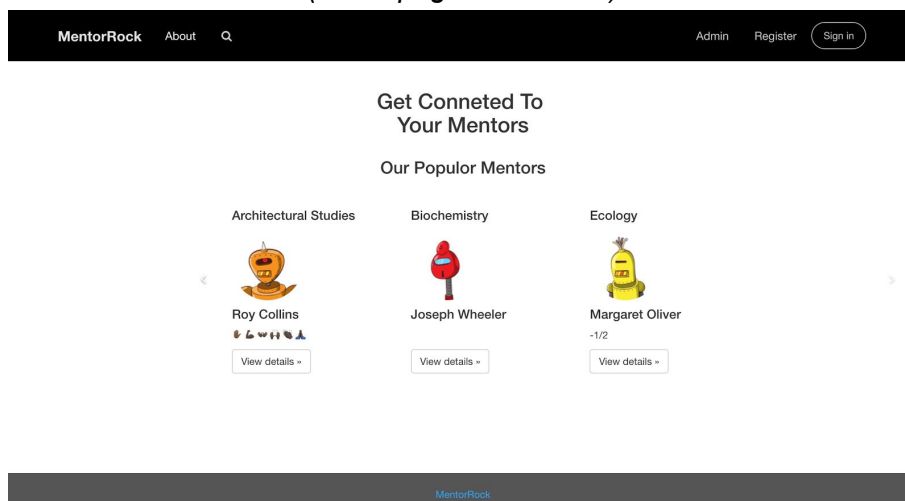 MentorRock About Admin Register Sign in
Get Conneted To
Your Mentors
Our Populor Mentors
Architectural Studies Biochemistry Ecology
Roy Collins Joseph Wheeler Margaret Oliver
-1/2
View details » View details » View details »
MentorRock